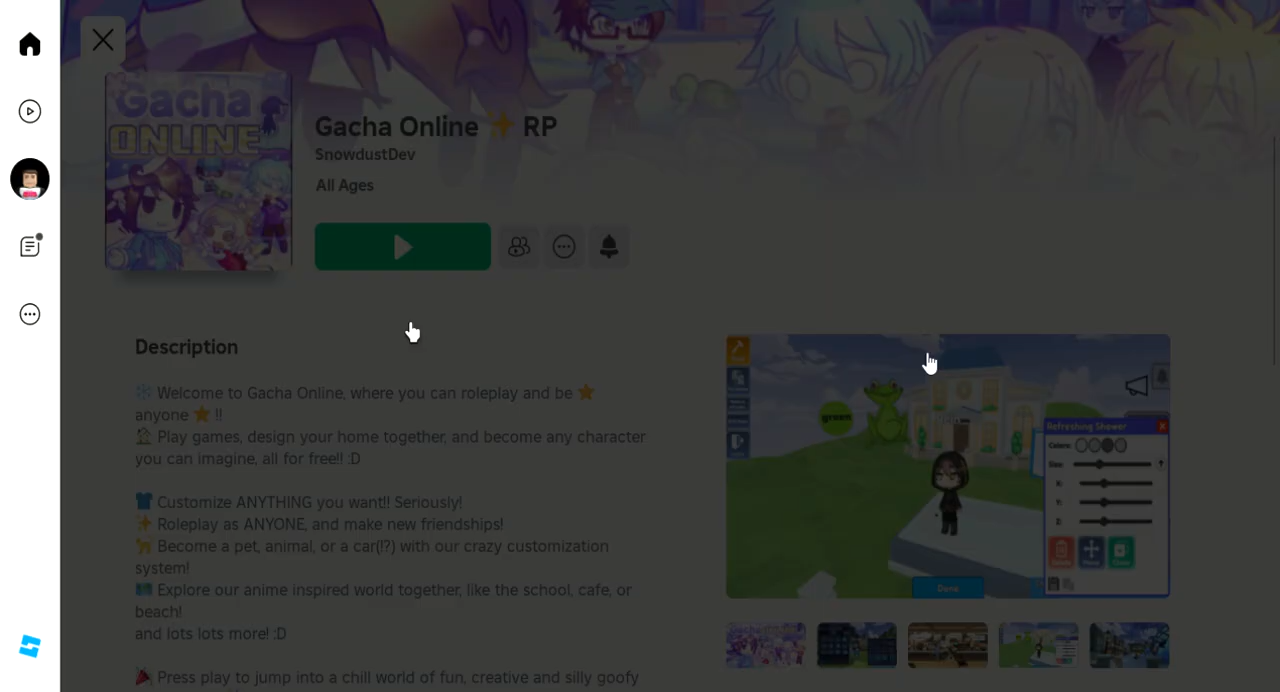 Gacha
ONLINE
Gacha Online ✨ RP
SnowdustDev
All Ages
Description
❄️ Welcome to Gacha Online, where you can roleplay and be ⭐
anyone ⭐ !!
🏡 Play games, design your home together, and become any character
you can imagine, all for free!! :D
👕 Customize ANYTHING you want!! Seriously!
✨ Roleplay as ANYONE, and make new friendships!
🐕 Become a pet, animal, or a car(!?) with our crazy customization
system!
🗺️ Explore our anime inspired world together, like the school, cafe, or
beach!
and lots lots more! :D
🎉 Press play to jump into a chill world of fun, creative and silly goofy
green
Refreshing Shower
Colors:
Size:
X:
Y:
Z:
Delete
Move
Done